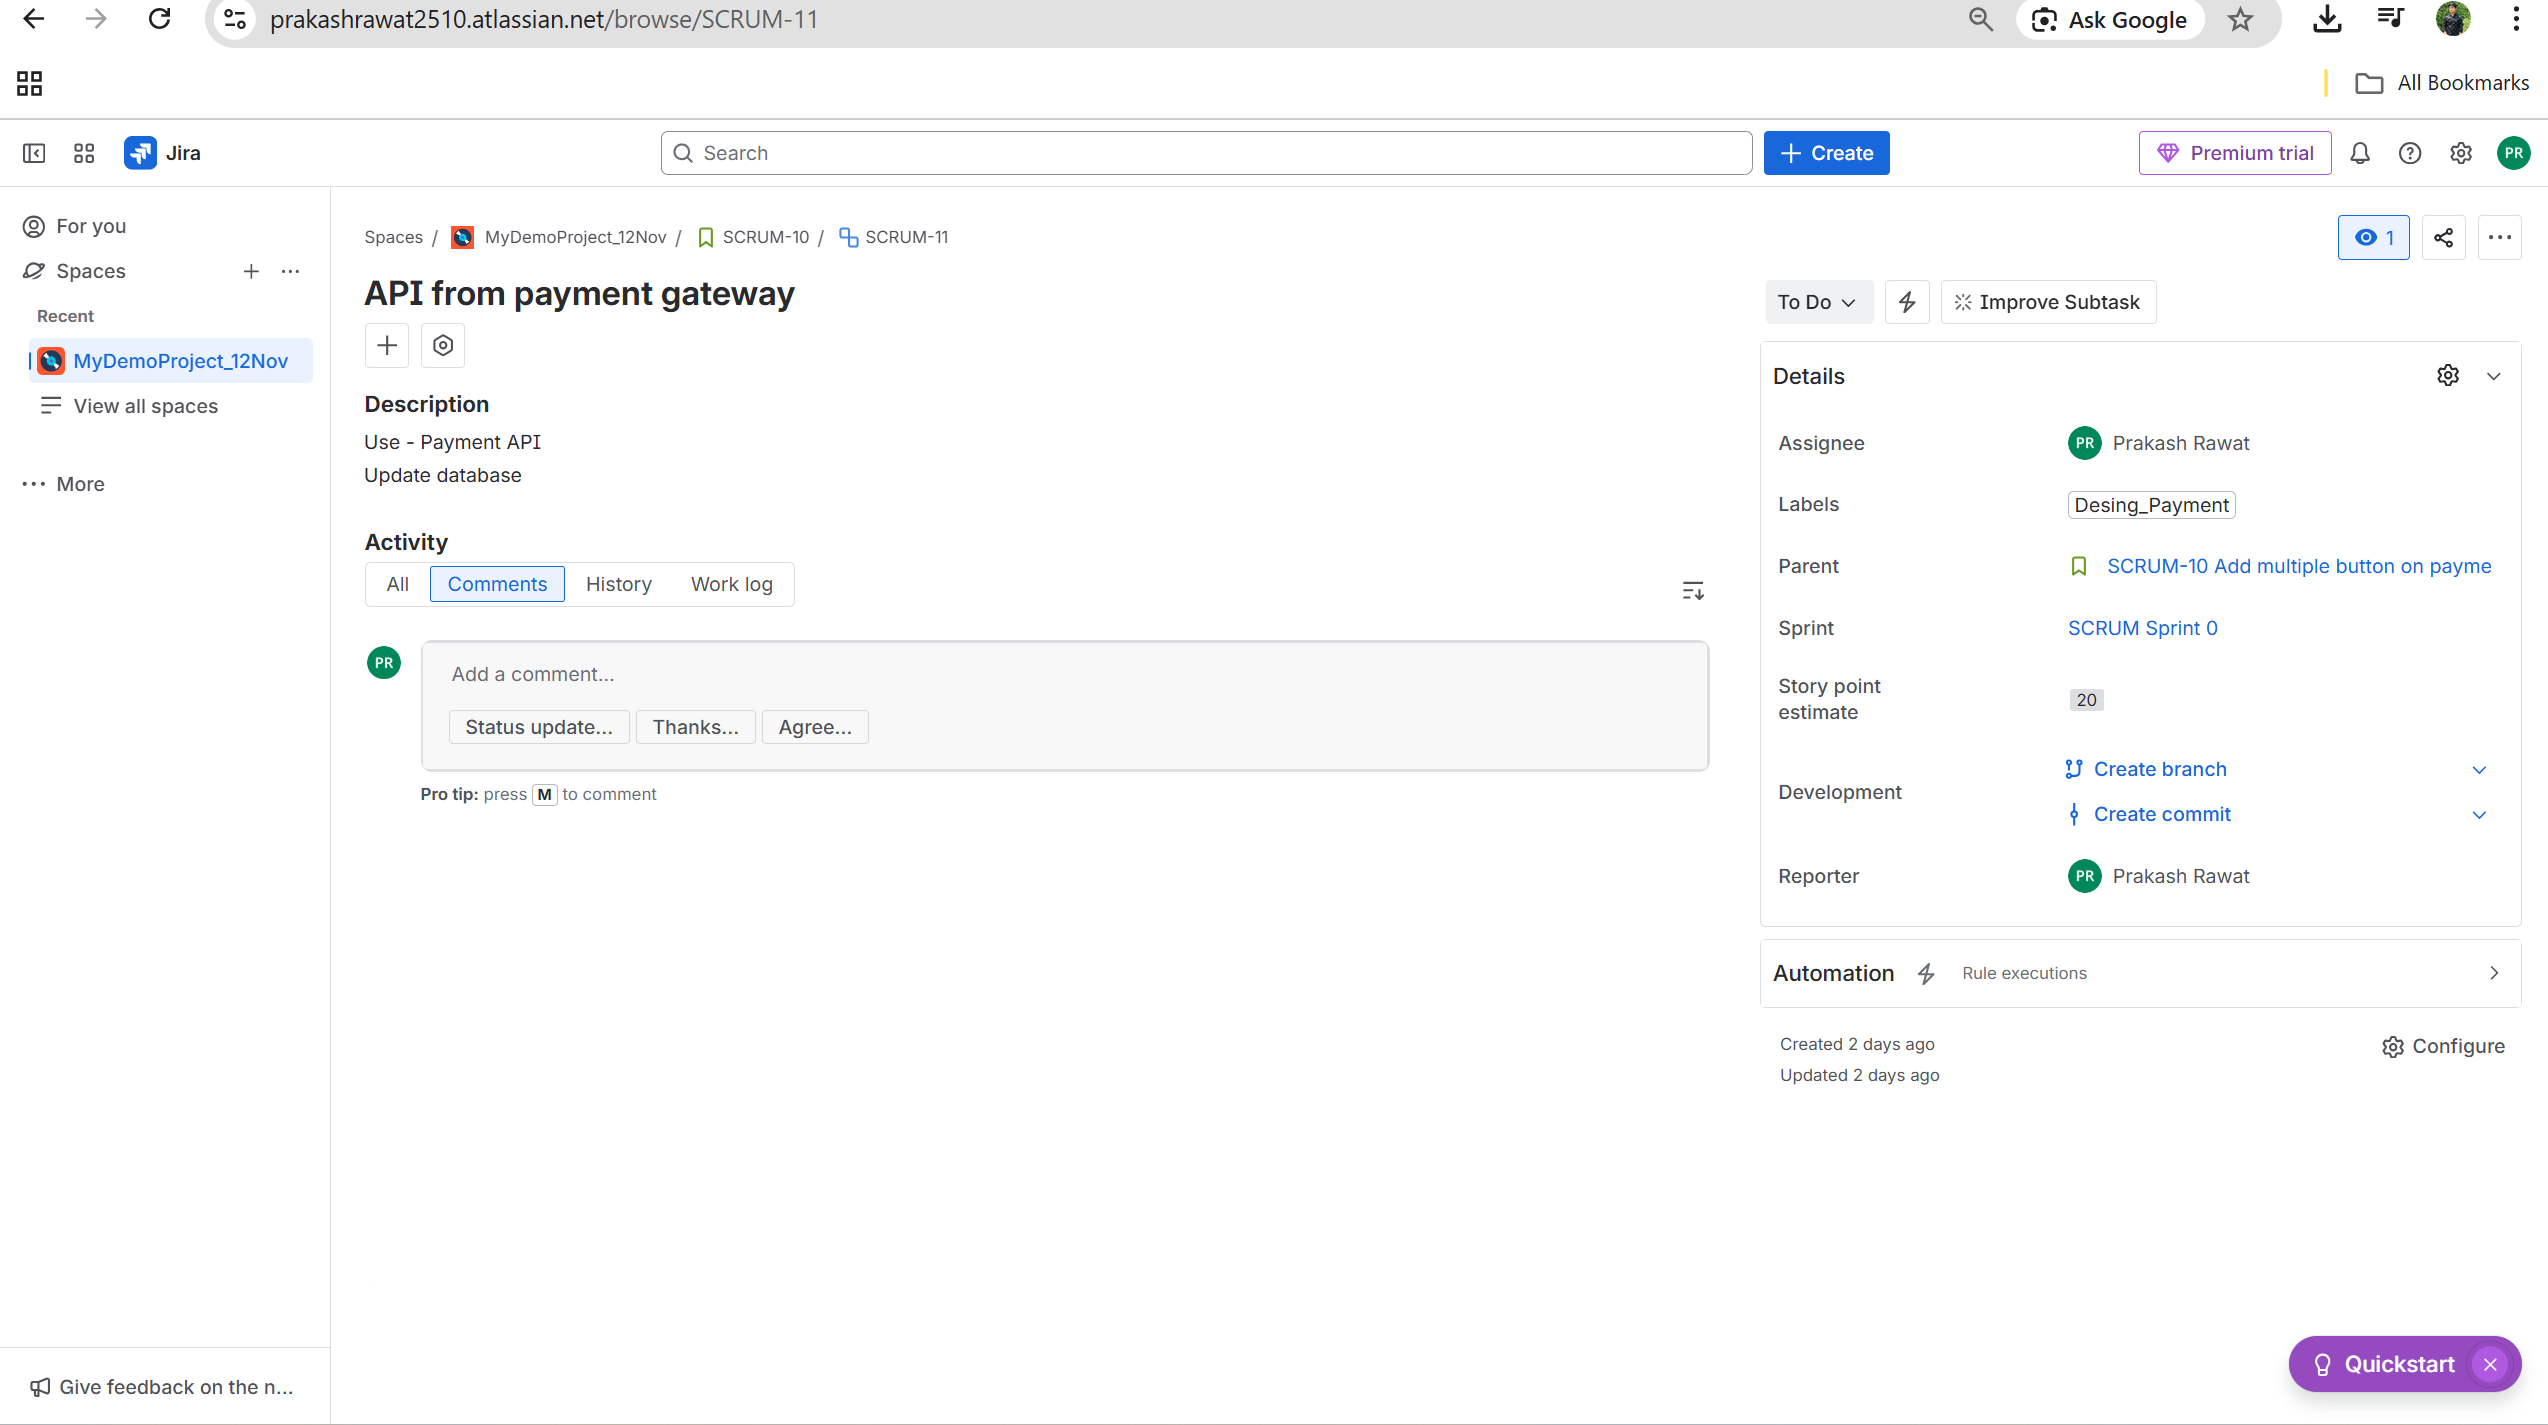 prakashrawat2510.atlassian.net/browse/SCRUM-11
Ask Google
All Bookmarks
Jira
Search
Create
Premium trial
PR
For you
Spaces
Recent
MyDemoProject_12Nov
View all spaces
More
Give feedback on the n...
Spaces / MyDemoProject_12Nov / SCRUM-10 / SCRUM-11
1
API from payment gateway
Description
Use - Payment API
Update database
Activity
All Comments History Work log
PR
Add a comment...
Status update... Thanks... Agree...
Pro tip: press M to comment
To Do
Improve Subtask
Details
Assignee PR Prakash Rawat
Labels Desing_Payment
Parent SCRUM-10 Add multiple button on payme
Sprint SCRUM Sprint 0
Story point
estimate
20
Development
Create branch
Create commit
Reporter PR Prakash Rawat
Automation Rule executions
Created 2 days ago
Updated 2 days ago
Configure
Quickstart